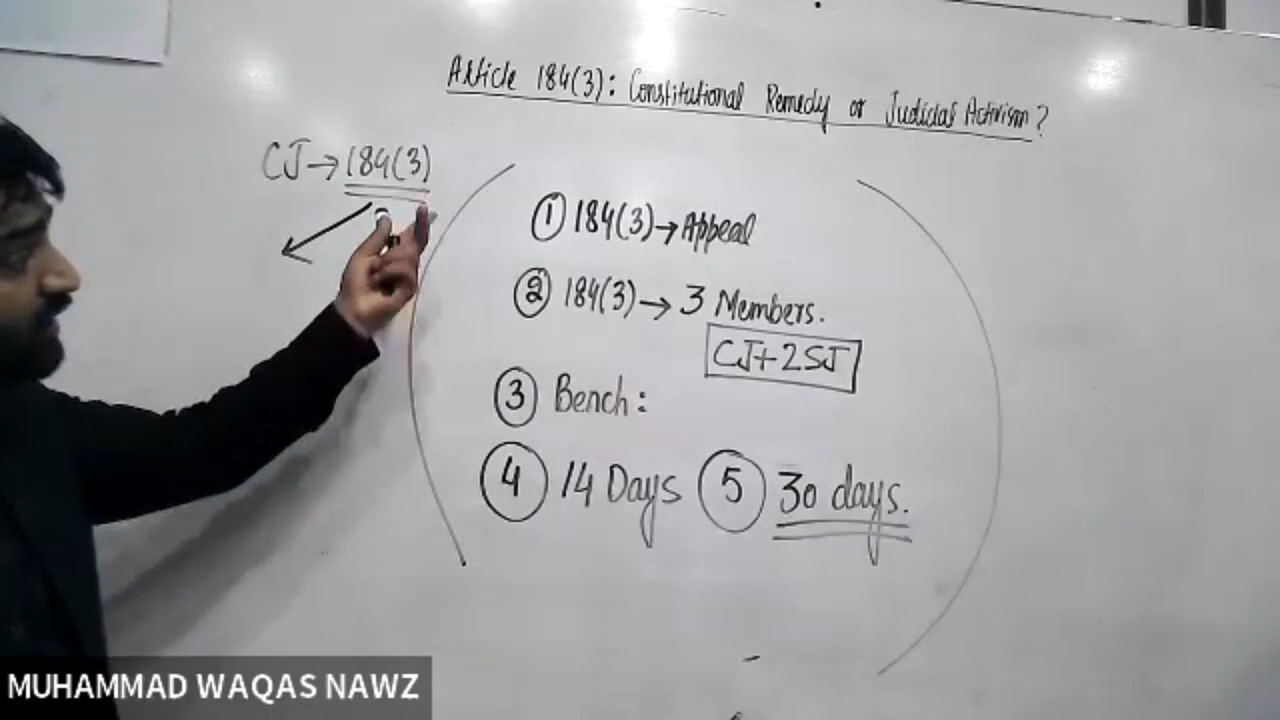 Article 184(3): Constitutional Remedy or Judicial Activism?
CJ→184(3)
① 184(3)→Appeal
② 184(3)→ 3 Members.
CJ+2SJ
③ Bench:
④ 14 Days ⑤ 30 days.
MUHAMMAD WAQAS NAWZ